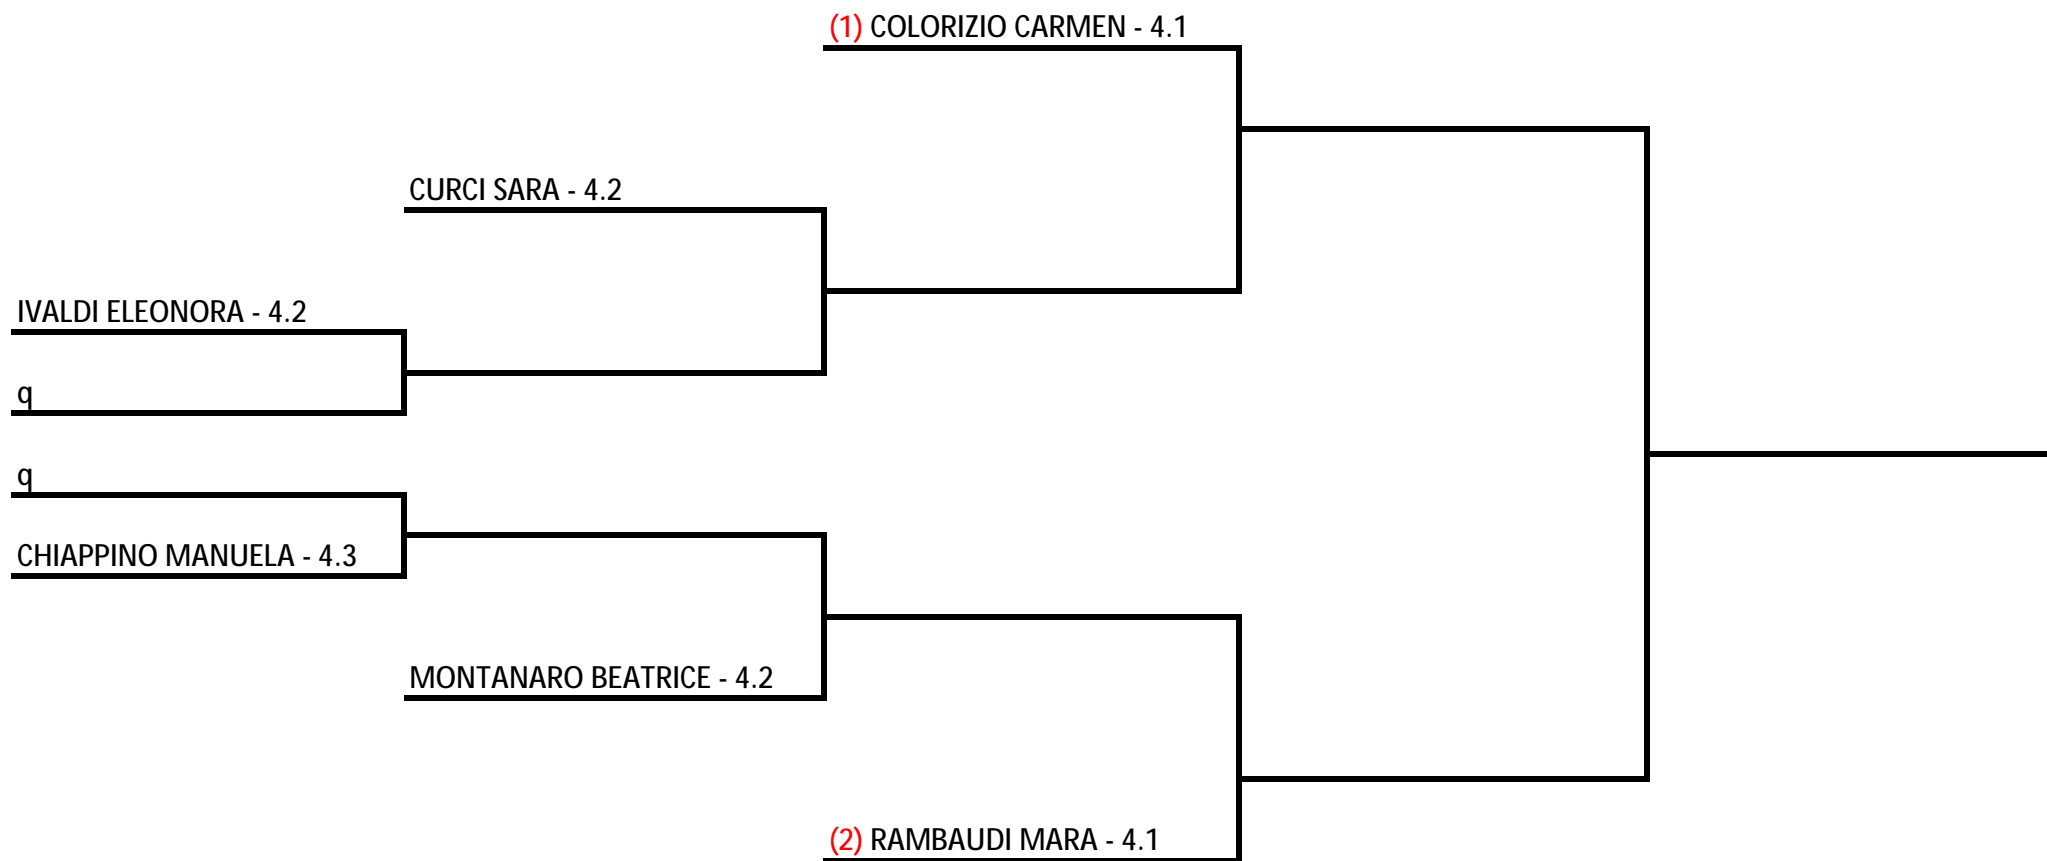 (1) COLORIZIO CARMEN - 4.1
CURCI SARA - 4.2
IVALDI ELEONORA - 4.2
q
q
CHIAPPINO MANUELA - 4.3
MONTANARO BEATRICE - 4.2
(2) RAMBAUDI MARA - 4.1